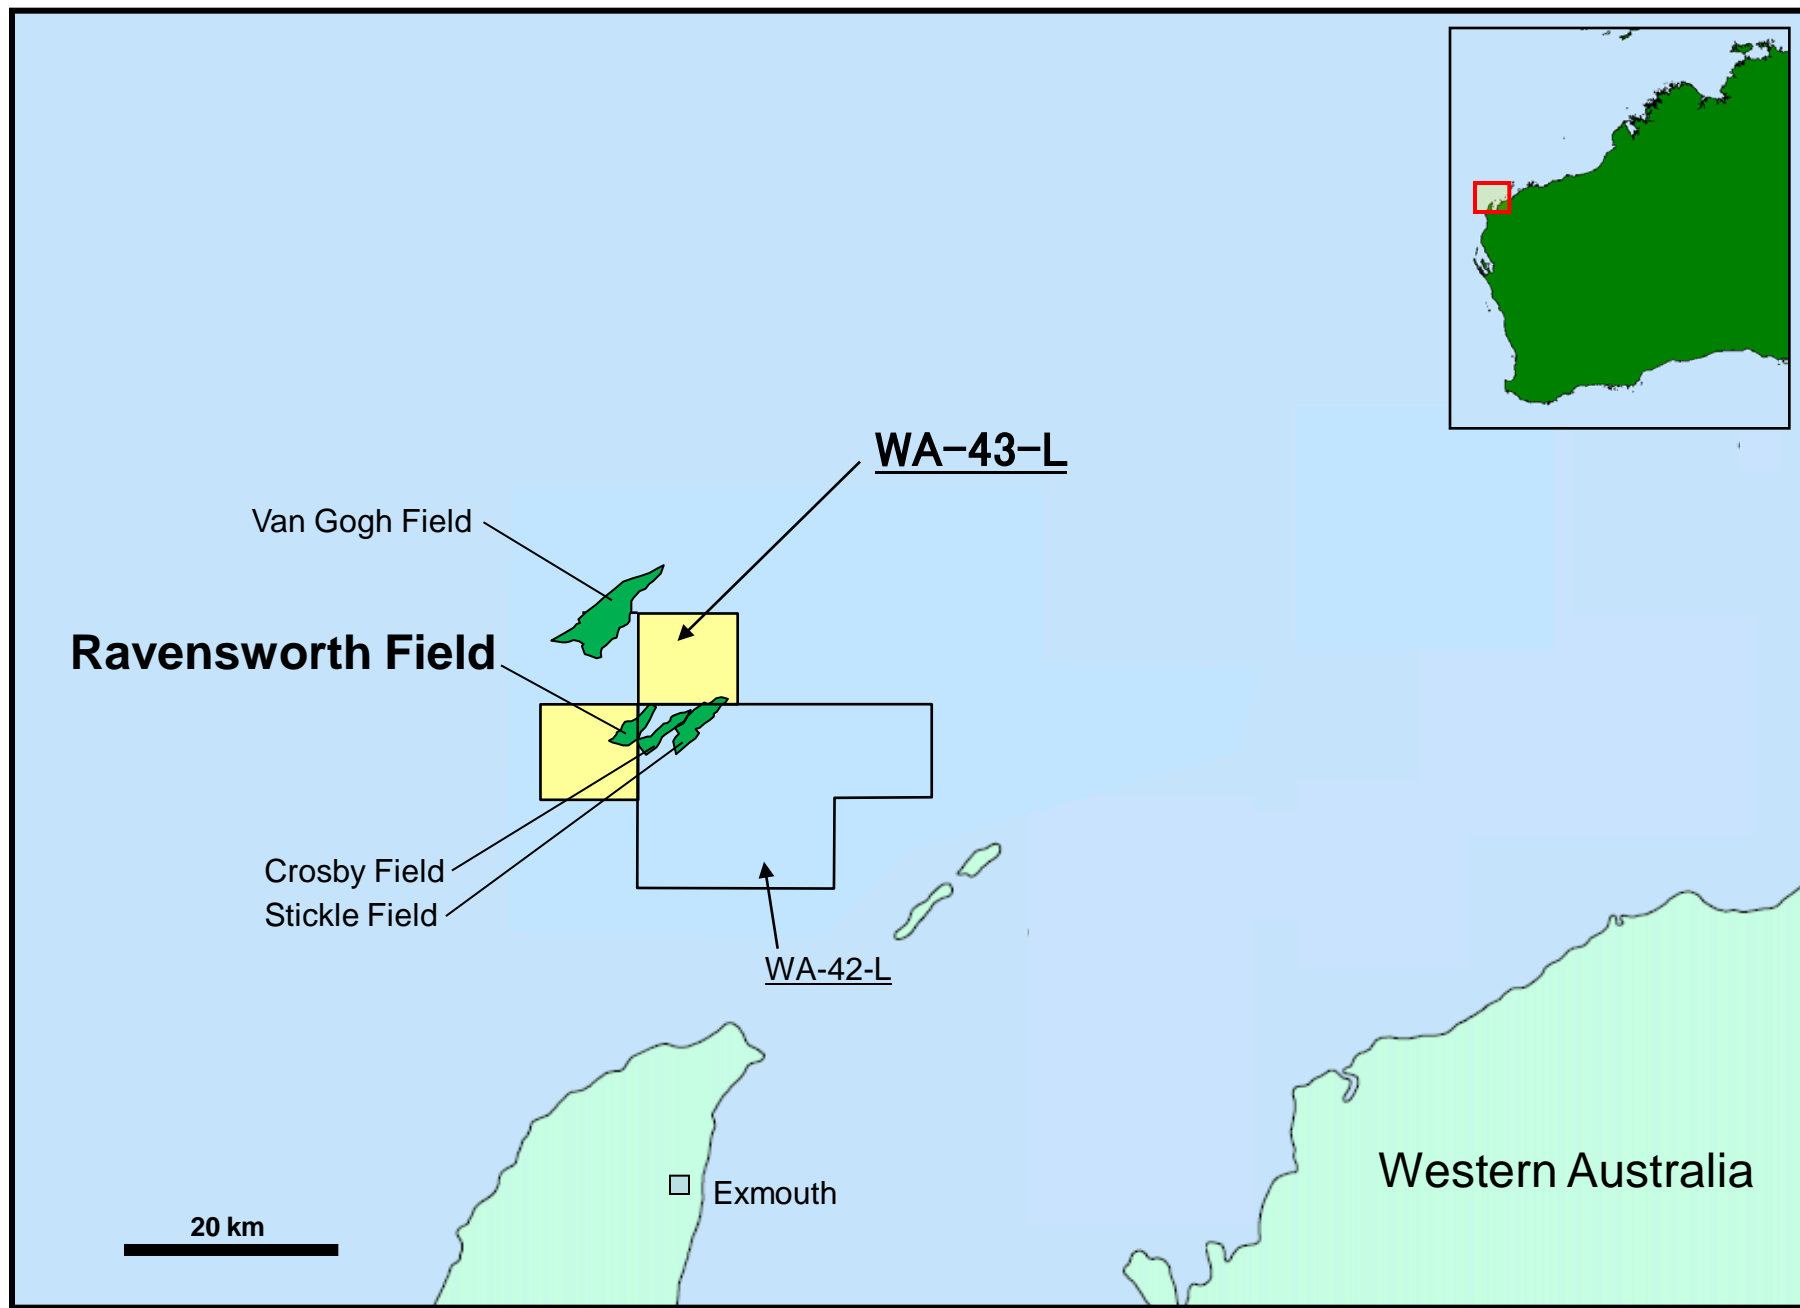 WA-43-L
Van Gogh Field
Ravensworth Field
Crosby Field
Stickle Field
WA-42-L
Western Australia
Exmouth
20 km